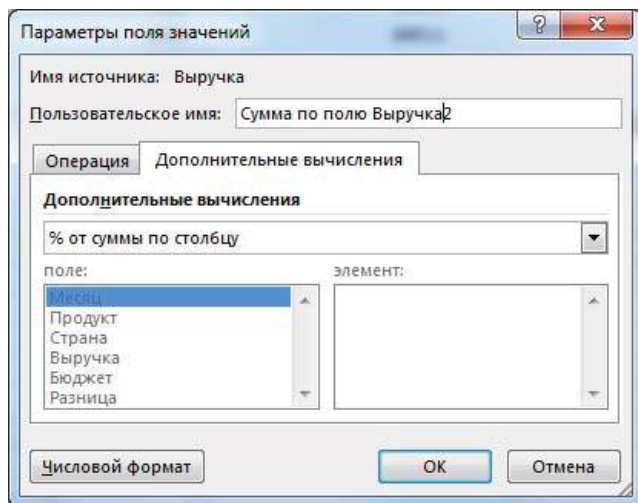 Параметры поля значений
Имя источника: Выручка
Пользовательское имя: Сумма по полю Выручка2
Операция Дополнительные вычисления
Дополнительные вычисления
% от суммы по столбцу
поле: элемент:
Месяц
Продукт
Страна
Выручка
Бюджет
Разница
Числовой формат ОК Отмена